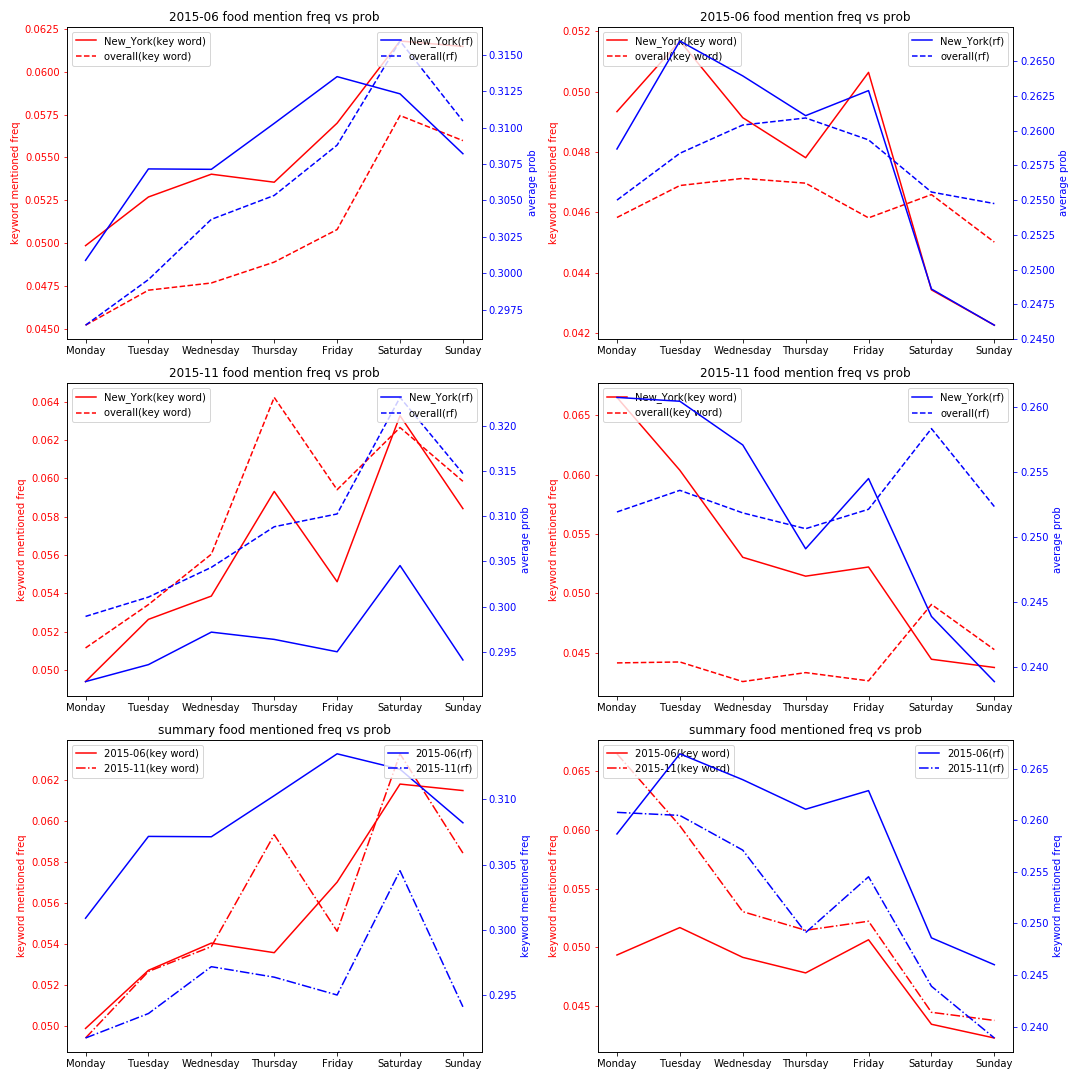 2015-06 food mention freq vs prob
New_York(key word)
overall(key word)
New_York(rf)
overall(rf)
keyword mentioned freq
0.0625
0.0600
0.0575
0.0550
0.0525
0.0500
0.0475
0.0450
0.3150
0.3125
0.3100
0.3075
0.3050
0.3025
0.3000
0.2975
average prob
Monday Tuesday Wednesday Thursday Friday Saturday Sunday
2015-06 food mention freq vs prob
New_York(key word)
overall(key word)
New_York(rf)
overall(rf)
keyword mentioned freq
0.052
0.050
0.048
0.046
0.044
0.042
0.2650
0.2625
0.2600
0.2575
0.2550
0.2525
0.2500
0.2475
0.2450
average prob
Monday Tuesday Wednesday Thursday Friday Saturday Sunday
2015-11 food mention freq vs prob
New_York(key word)
overall(key word)
New_York(rf)
overall(rf)
keyword mentioned freq
0.064
0.062
0.060
0.058
0.056
0.054
0.052
0.050
0.320
0.315
0.310
0.305
0.300
0.295
average prob
Monday Tuesday Wednesday Thursday Friday Saturday Sunday
2015-11 food mention freq vs prob
New_York(key word)
overall(key word)
New_York(rf)
overall(rf)
keyword mentioned freq
0.065
0.060
0.055
0.050
0.045
0.260
0.255
0.250
0.245
0.240
average prob
Monday Tuesday Wednesday Thursday Friday Saturday Sunday
summary food mentioned freq vs prob
2015-06(key word)
2015-11(key word)
2015-06(rf)
2015-11(rf)
keyword mentioned freq
0.062
0.060
0.058
0.056
0.054
0.052
0.050
0.310
0.305
0.300
0.295
keyword mentioned freq
Monday Tuesday Wednesday Thursday Friday Saturday Sunday
summary food mentioned freq vs prob
2015-06(key word)
2015-11(key word)
2015-06(rf)
2015-11(rf)
keyword mentioned freq
0.065
0.060
0.055
0.050
0.045
0.265
0.260
0.255
0.250
0.245
0.240
keyword mentioned freq
Monday Tuesday Wednesday Thursday Friday Saturday Sunday